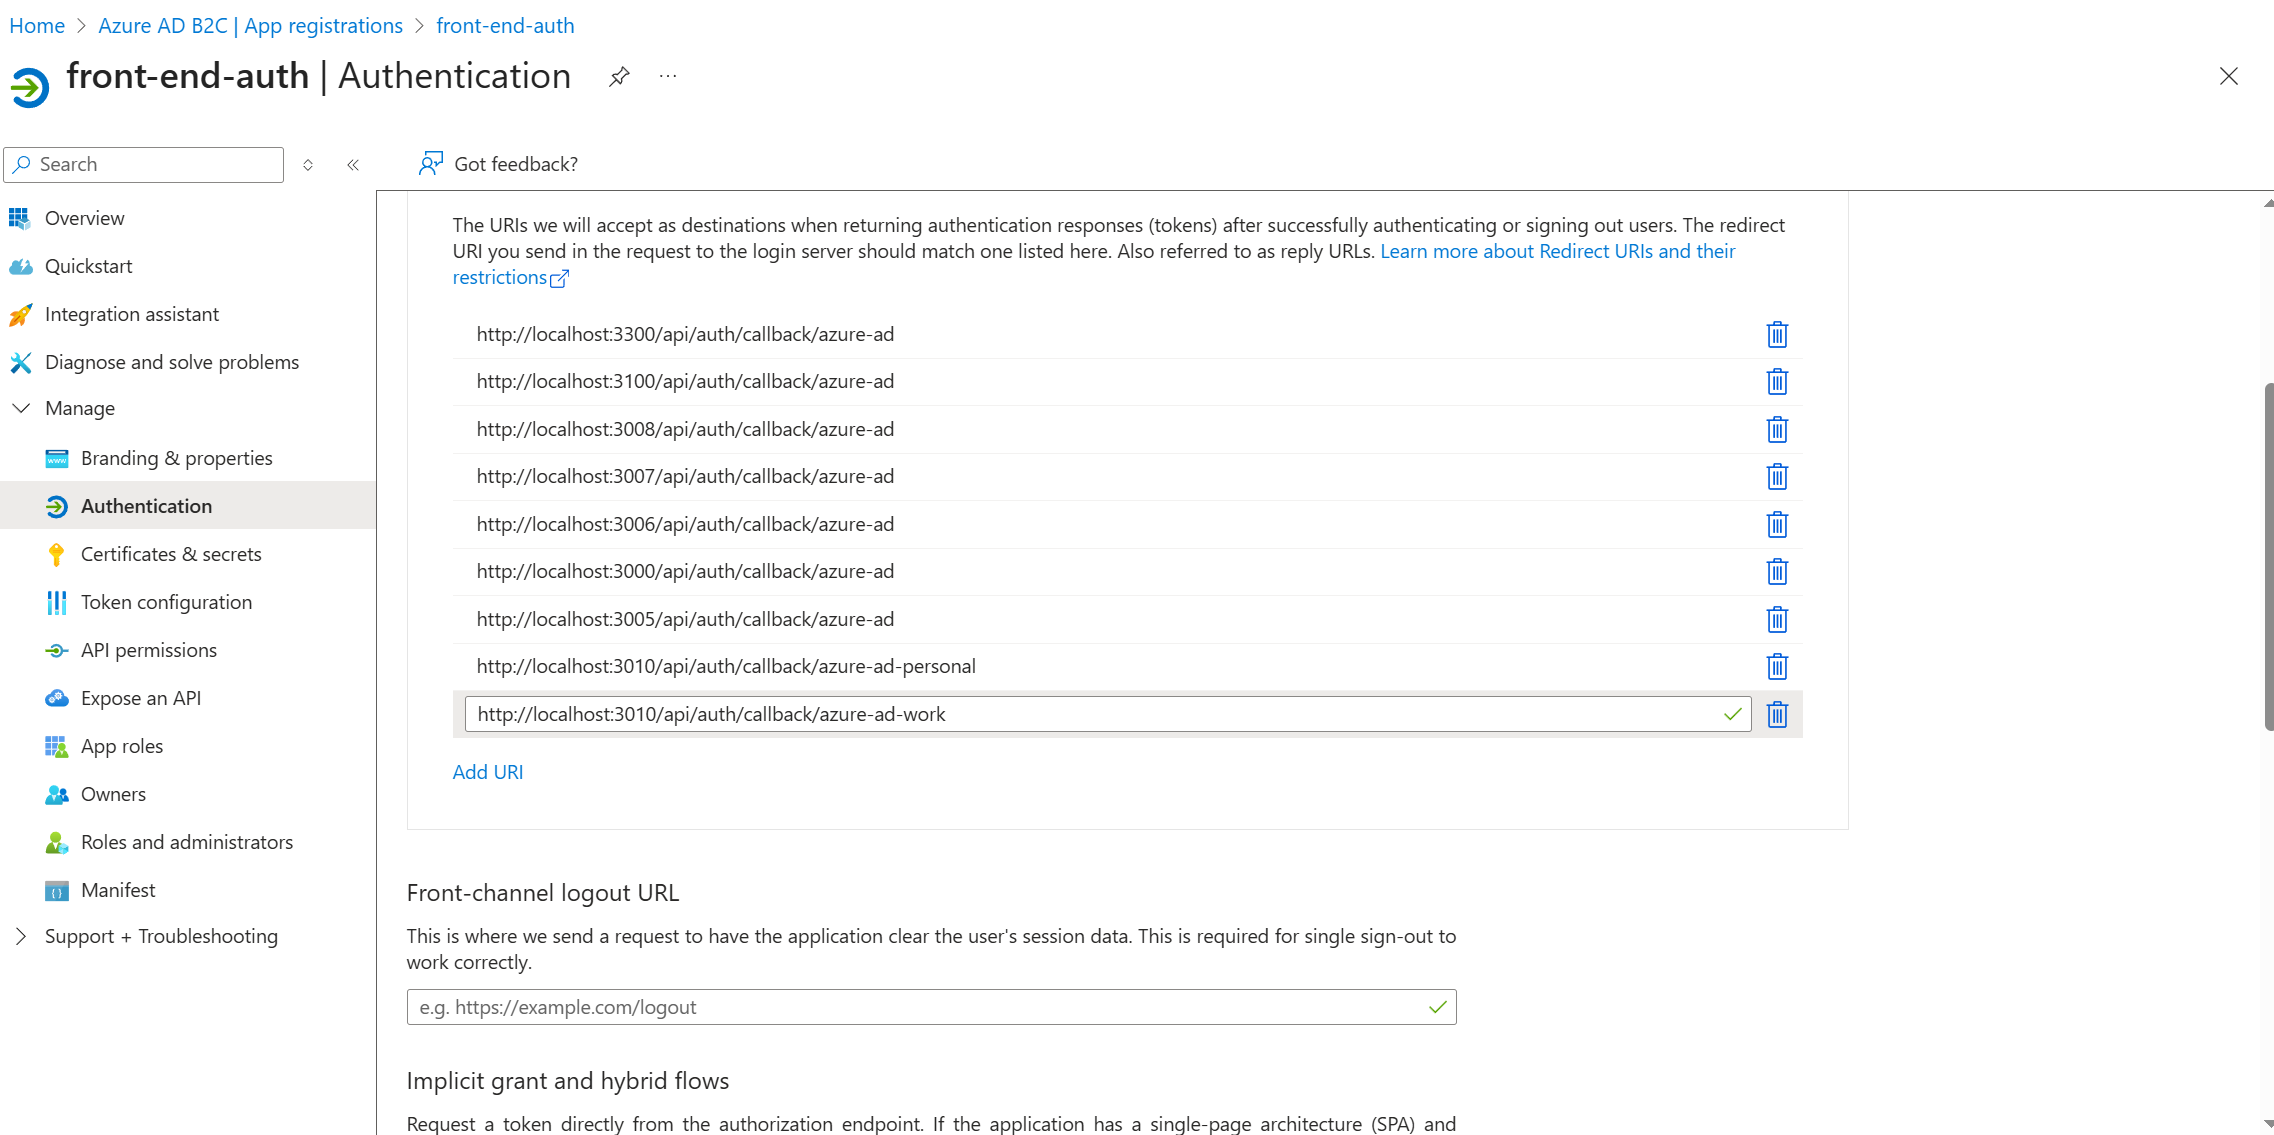 Home > Azure AD B2C | App registrations > front-end-auth
front-end-auth | Authentication
Search
Got feedback?
Overview
Quickstart
Integration assistant
Diagnose and solve problems
Manage
Branding & properties
Authentication
Certificates & secrets
Token configuration
API permissions
Expose an API
App roles
Owners
Roles and administrators
Manifest
Support + Troubleshooting
The URIs we will accept as destinations when returning authentication responses (tokens) after successfully authenticating or signing out users. The redirect
URI you send in the request to the login server should match one listed here. Also referred to as reply URLs. Learn more about Redirect URIs and their
restrictions
http://localhost:3300/api/auth/callback/azure-ad
http://localhost:3100/api/auth/callback/azure-ad
http://localhost:3008/api/auth/callback/azure-ad
http://localhost:3007/api/auth/callback/azure-ad
http://localhost:3006/api/auth/callback/azure-ad
http://localhost:3000/api/auth/callback/azure-ad
http://localhost:3005/api/auth/callback/azure-ad
http://localhost:3010/api/auth/callback/azure-ad-personal
http://localhost:3010/api/auth/callback/azure-ad-work
Add URI
Front-channel logout URL
This is where we send a request to have the application clear the user's session data. This is required for single sign-out to
work correctly.
e.g. https://example.com/logout
Implicit grant and hybrid flows
Request a token directly from the authorization endpoint. If the application has a single-page architecture (SPA) and